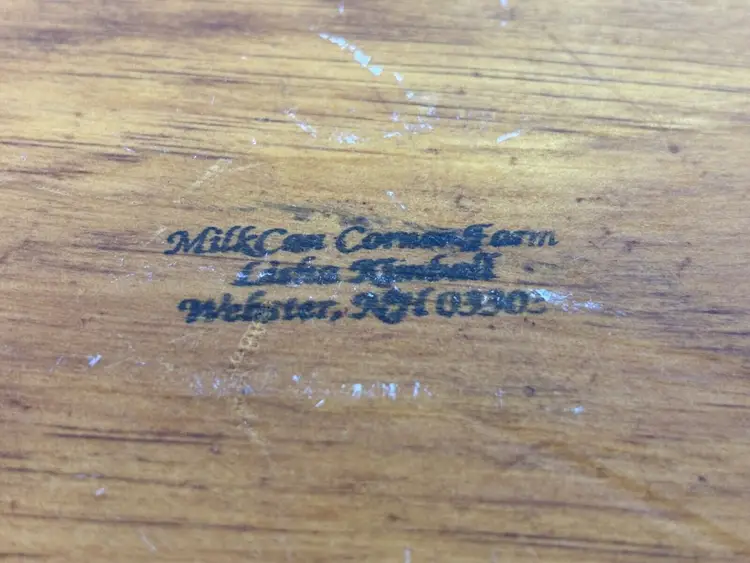 MilkCan Corner Farm
Lisha Kimball
Webster, NH 03303